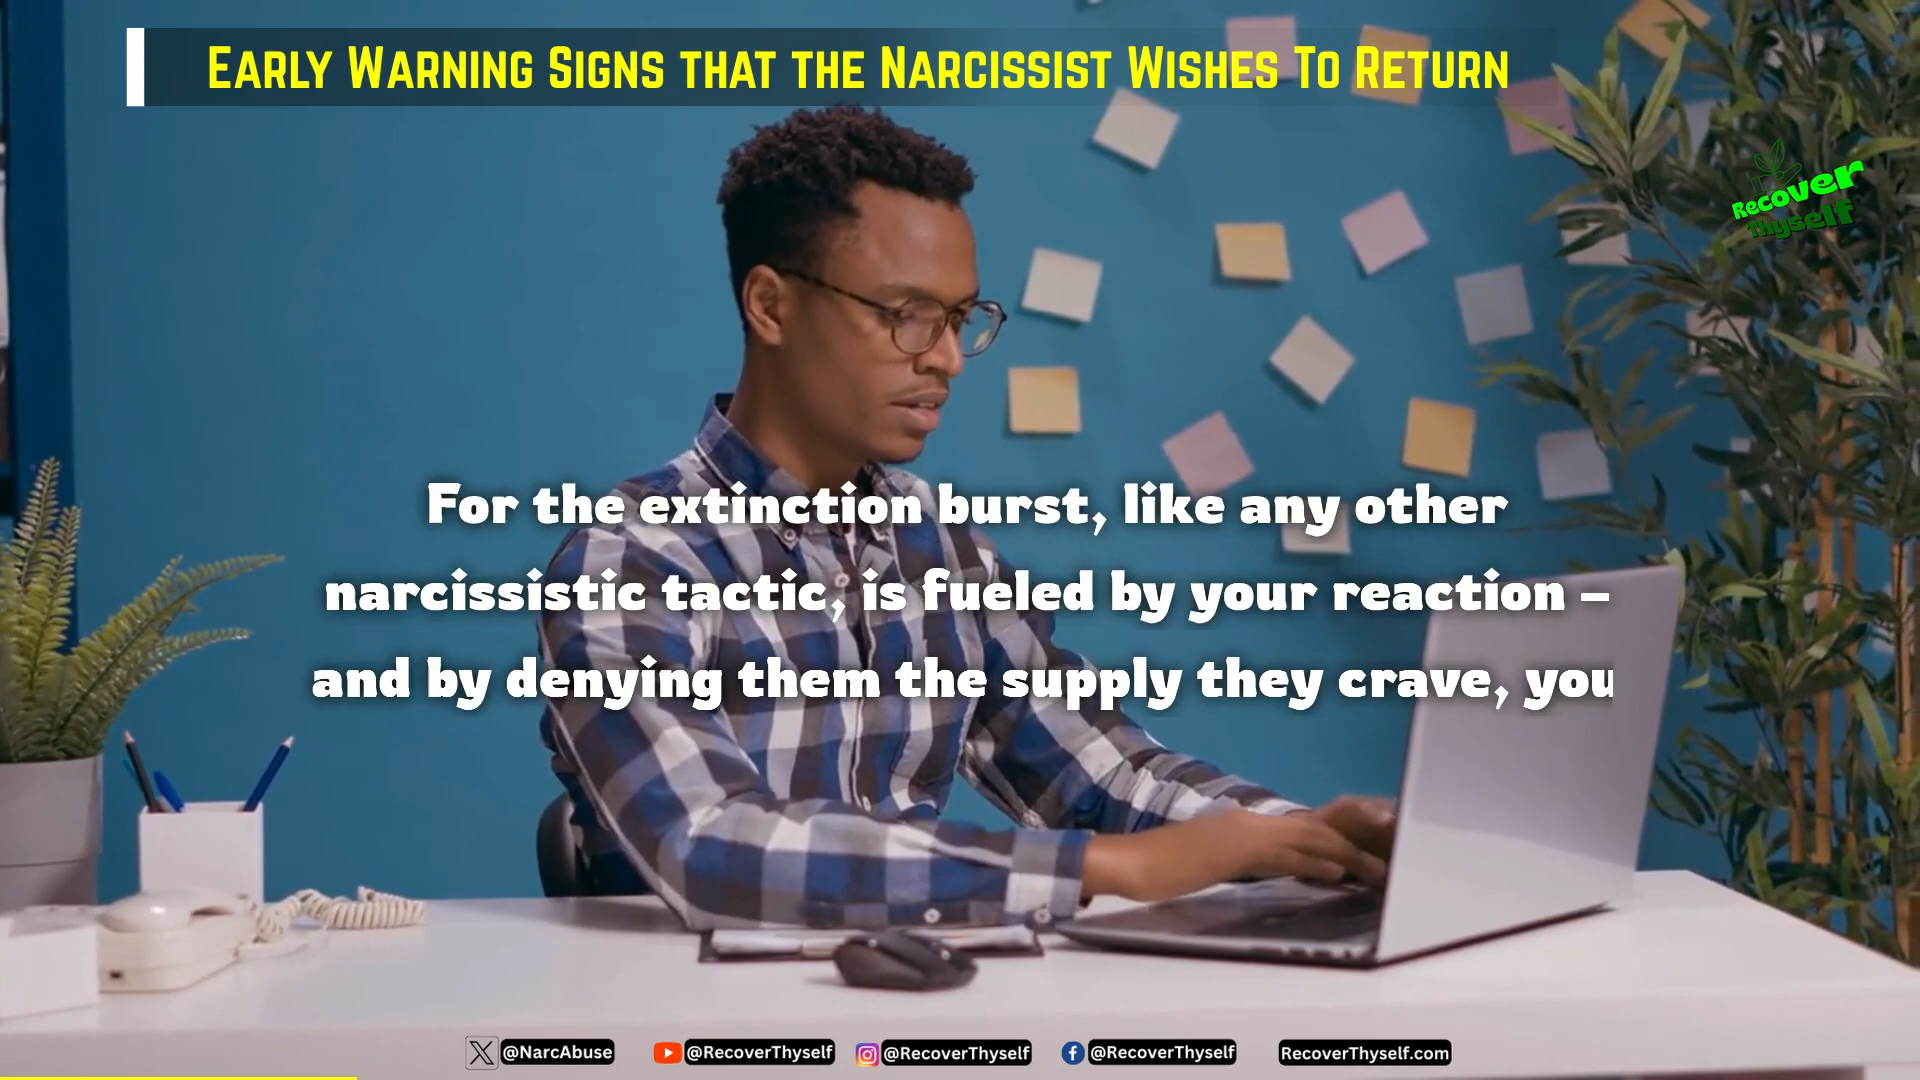 Early Warning Signs that the Narcissist Wishes To Return
Recover
Thyself
For the extinction burst, like any other
narcissistic tactic, is fueled by your reaction –
and by denying them the supply they crave, you
@NarcAbuse
@RecoverThyself
@RecoverThyself
@RecoverThyself
RecoverThyself.com